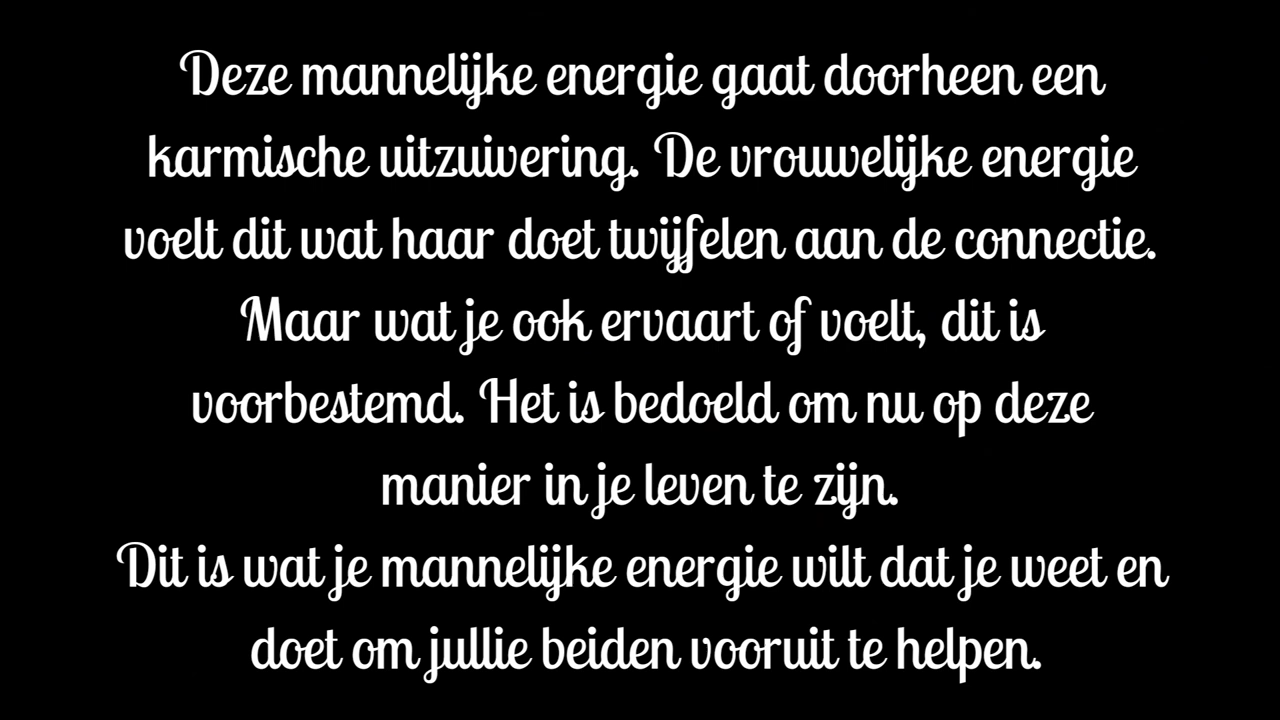 Deze mannelijke energie gaat doorheen een
karmische uitzuivering. De vrouwelijke energie
voelt dit wat haar doet twijfelen aan de connectie.
Maar wat je ook ervaart of voelt, dit is
voorbestemd. Het is bedoeld om nu op deze
manier in je leven te zijn.
Dit is wat je mannelijke energie wilt dat je weet en
doet om jullie beiden vooruit te helpen.